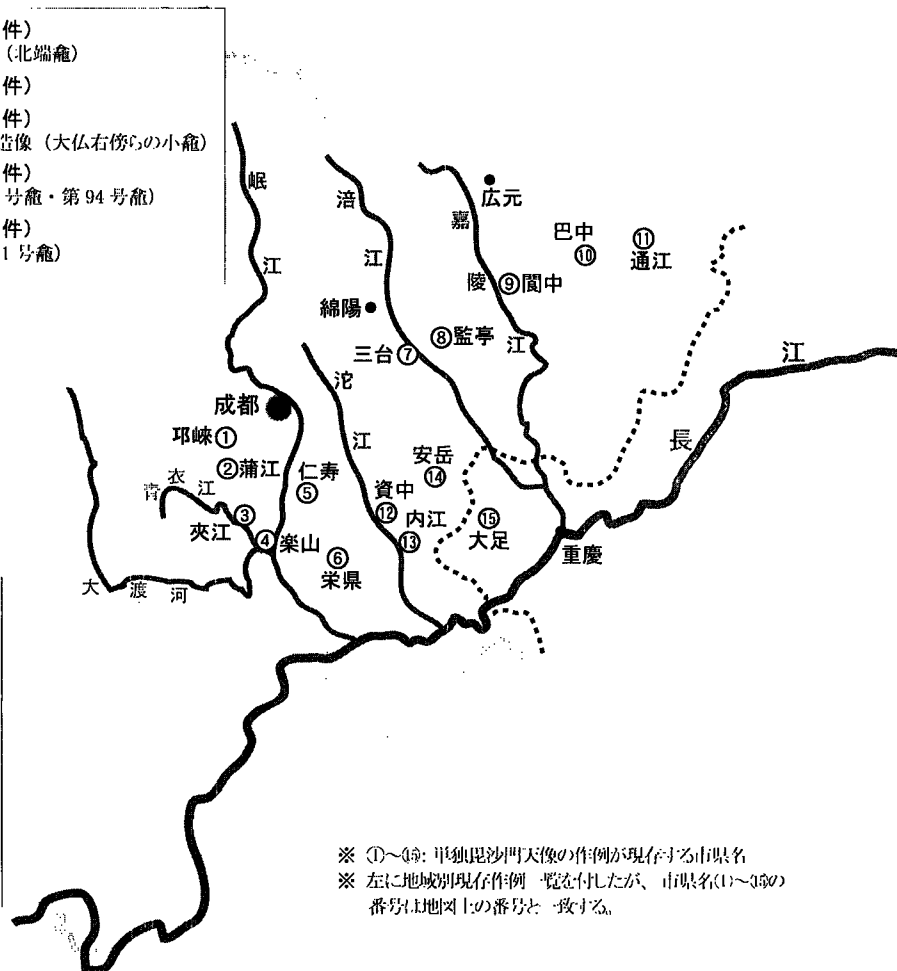 件)
(北端龕)
件)
件)
造像（大仏右傍らの小龕）
件)
号龕・第 94 号龕)
件)
1 号龕)
岷
江
涪
江
嘉
陵
江
広元
巴中
⑩
⑪
通江
⑨閬中
綿陽
⑧監亭
三台⑦
沱
江
江
長
成都
邛崍①
②蒲江
青衣江
仁寿
⑤
安岳
⑭
資中
⑫
内江
⑬
⑮
大足
③
夾江
④楽山
⑥
栄県
重慶
大渡河
※ ①～⑮: 単独毘沙門天像の作例が現存する市県名
※ 左に地域別現存作例一覧を付したが、市県名①～⑮の
番号は地図上の番号と一致する。